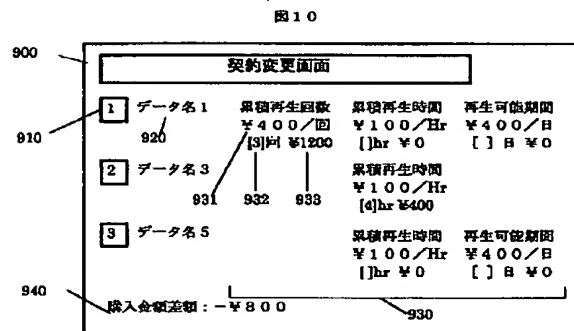 図10
900
契約変更画面
910
1 データ名1 累積再生回数 累積再生時間 再生可能期間
920 ¥400/回 ¥100/Hr ¥400/日
[3]回 ¥1200 []hr ¥0 [ ]日 ¥0
2 データ名3 累積再生時間
¥100/Hr
931 932 933 [4]hr ¥400
3 データ名5 累積再生時間 再生可能期間
¥100/Hr ¥400/日
[]hr ¥0 [ ]日 ¥0
940 購入金額差額:-¥800 930